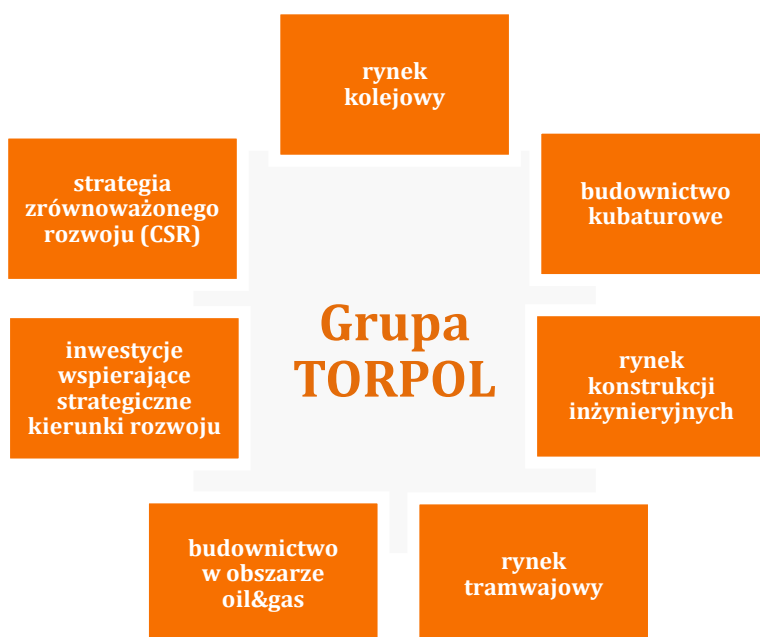 rynek
kolejowy
strategia
zrównoważonego
rozwoju (CSR)
budownictwo
kubaturowe
Grupa
TORPOL
inwestycje
wspierające
strategiczne
kierunki rozwoju
rynek
konstrukcji
inżynieryjnych
budownictwo
w obszarze
oil&gas
rynek
tramwajowy